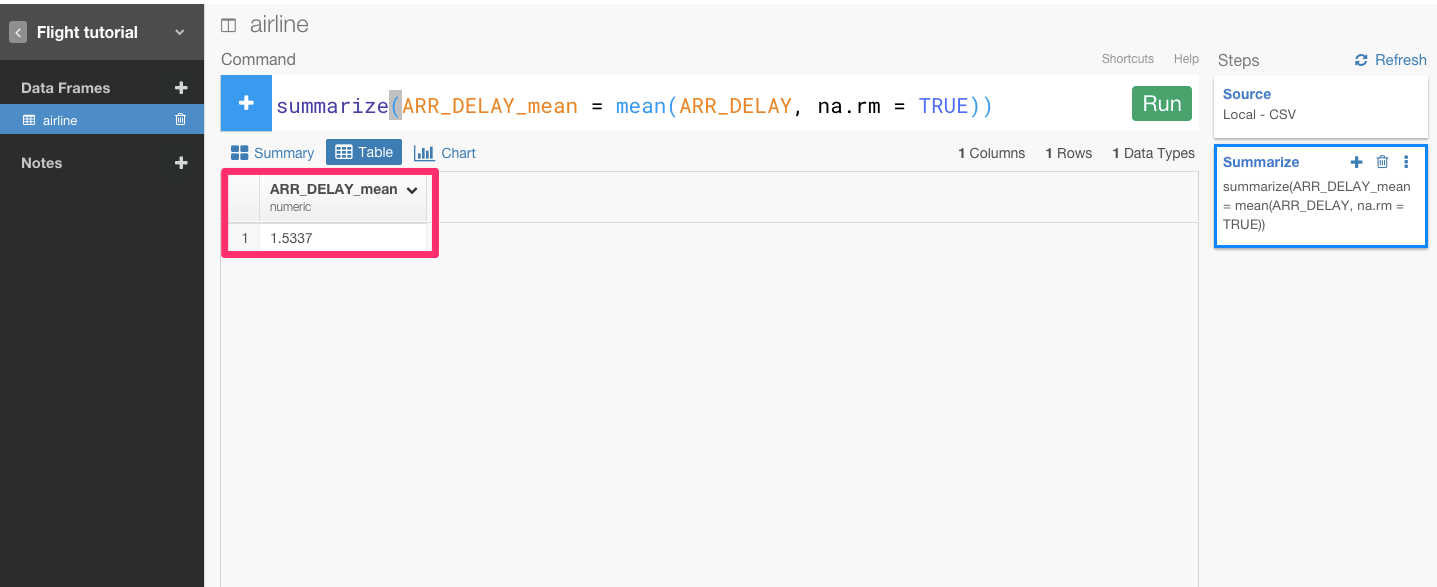 Flight tutorial
Data Frames
airline
Notes
airline
Command
Shortcuts Help
summarize(ARR_DELAY_mean = mean(ARR_DELAY, na.rm = TRUE))
Run
Summary Table Chart
1 Columns 1 Rows 1 Data Types
ARR_DELAY_mean
numeric
1 1.5337
Steps Refresh
Source
Local - CSV
Summarize
summarize(ARR_DELAY_mean
= mean(ARR_DELAY, na.rm =
TRUE))